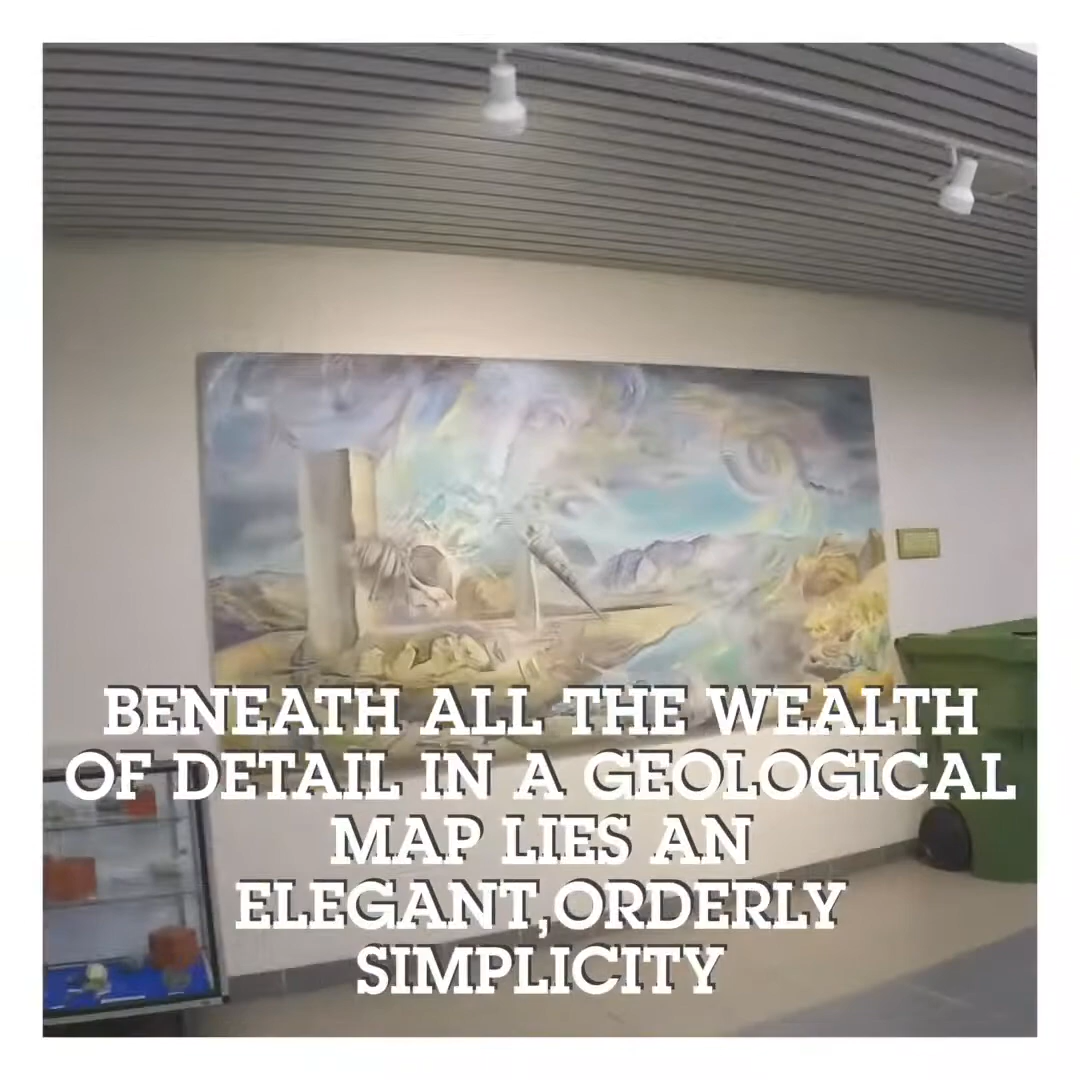 BENEATH ALL THE WEALTH
OF DETAIL IN A GEOLOGICAL
MAP LIES AN
ELEGANT,ORDERLY
SIMPLICITY